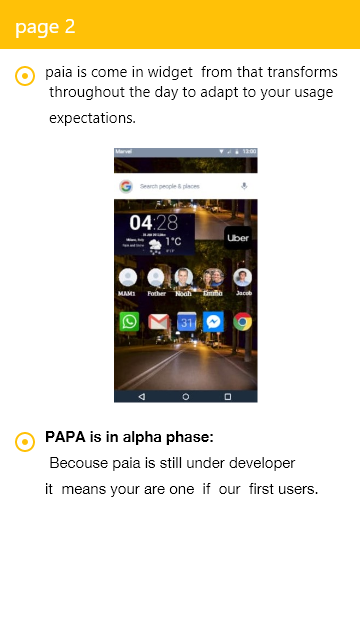 page 2
paia is come in widget from that transforms
throughout the day to adapt to your usage
expectations.
Marvel
13:00
Search people & places
04:28
1°C
Uber
MAM1 Father Noah Emma Jacob
31
PAPA is in alpha phase:
Becouse paia is still under developer
it means your are one if our first users.